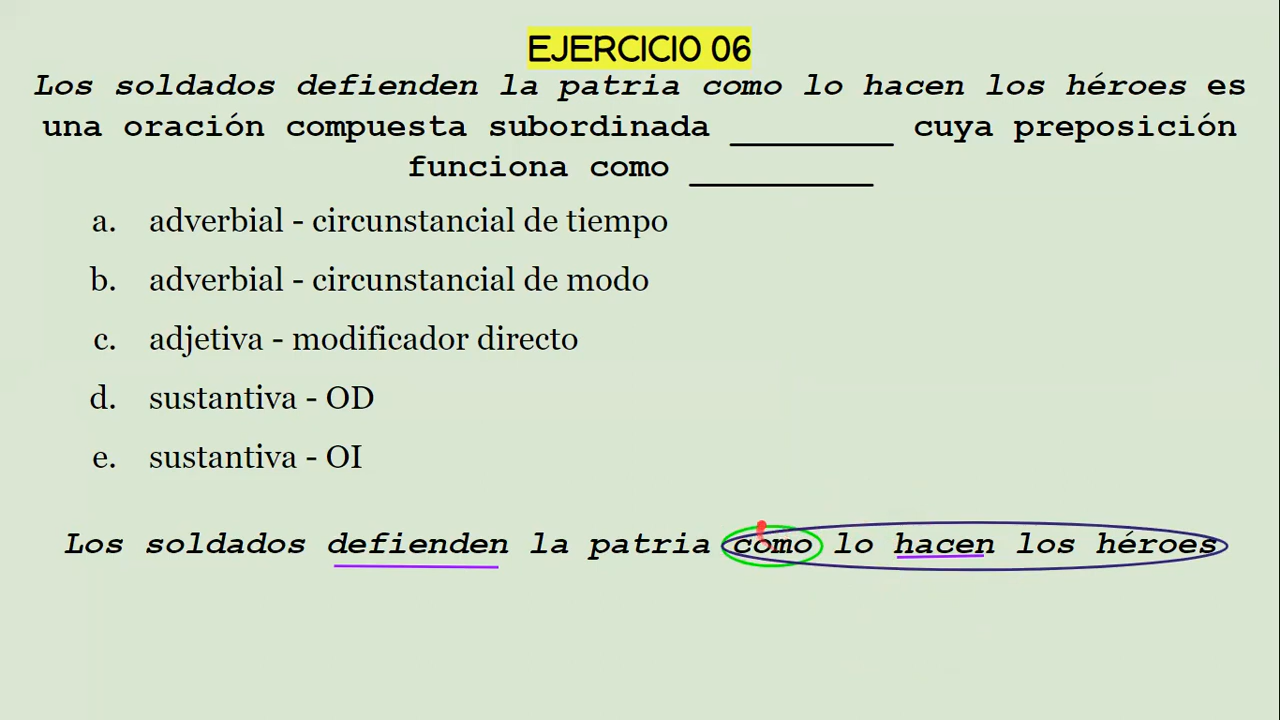 EJERCICIO 06
Los soldados defienden la patria como lo hacen los héroes es
una oración compuesta subordinada _________ cuya preposición
funciona como _________
a. adverbial - circunstancial de tiempo
b. adverbial - circunstancial de modo
c. adjetiva - modificador directo
d. sustantiva - OD
e. sustantiva - OI
Los soldados defienden la patria como lo hacen los héroes